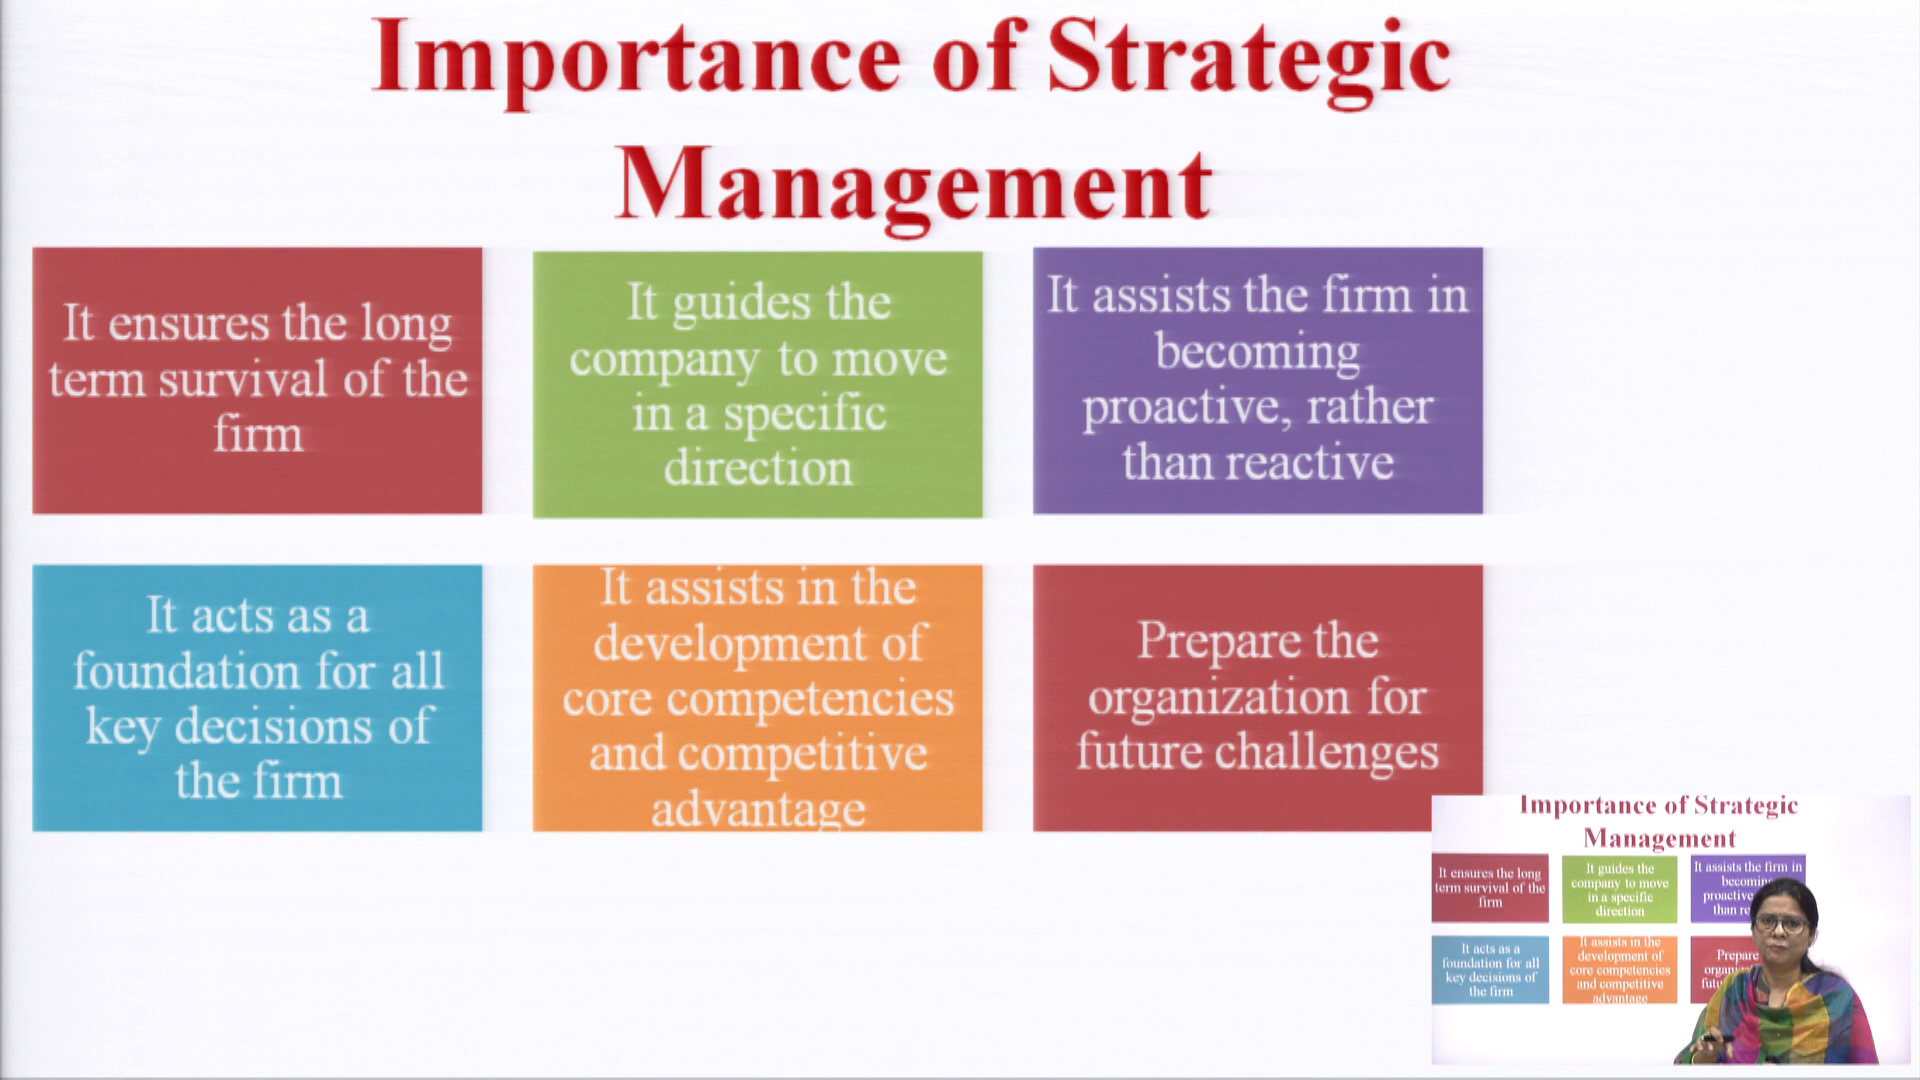 Importance of Strategic
Management
It ensures the long
term survival of the
firm
It guides the
company to move
in a specific
direction
It assists the firm in
becoming
proactive, rather
than reactive
It acts as a
foundation for all
key decisions of
the firm
It assists in the
development of
core competencies
and competitive
advantage
Prepare the
organization for
future challenges
Importance of Strategic
Management
It ensures the long
term survival of the
firm
It guides the
company to move
in a specific
direction
It assists the firm in
proactive
than
It acts as a
foundation for all
key decisions of
the firm
It assists in the
development of
core competencies
and competitive
advantage
Prepare